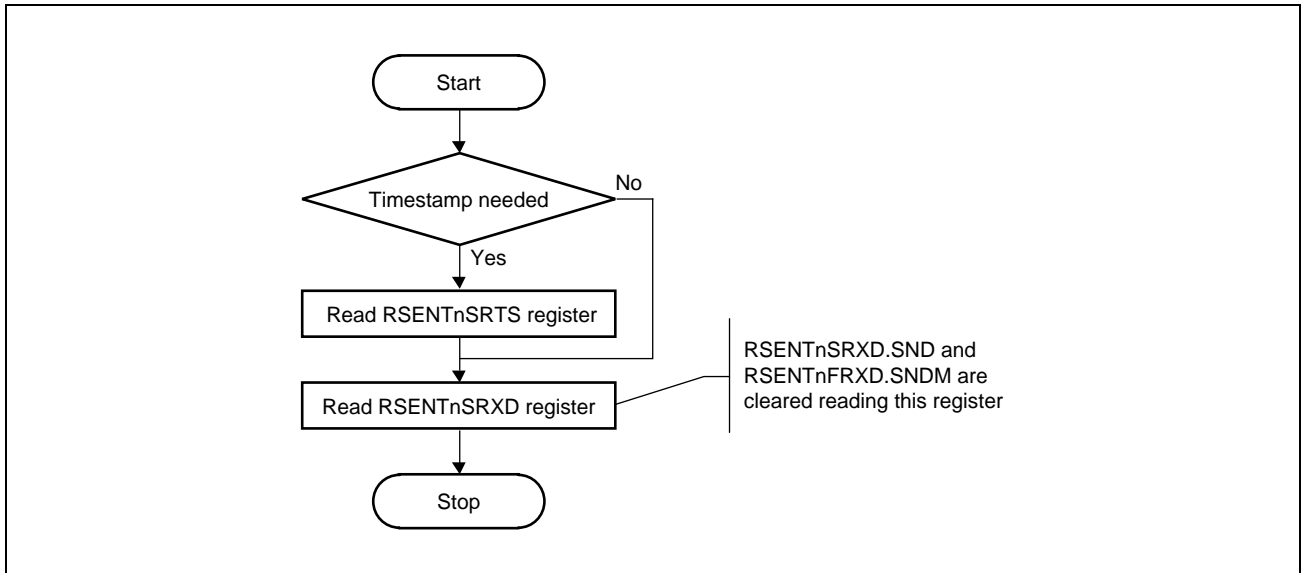 Start
Timestamp needed
No
Yes
Read RSENTnSRTS register
RSENTnSRXD.SND and
RSENTnFRXD.SNDM are
cleared reading this register
Read RSENTnSRXD register
Stop